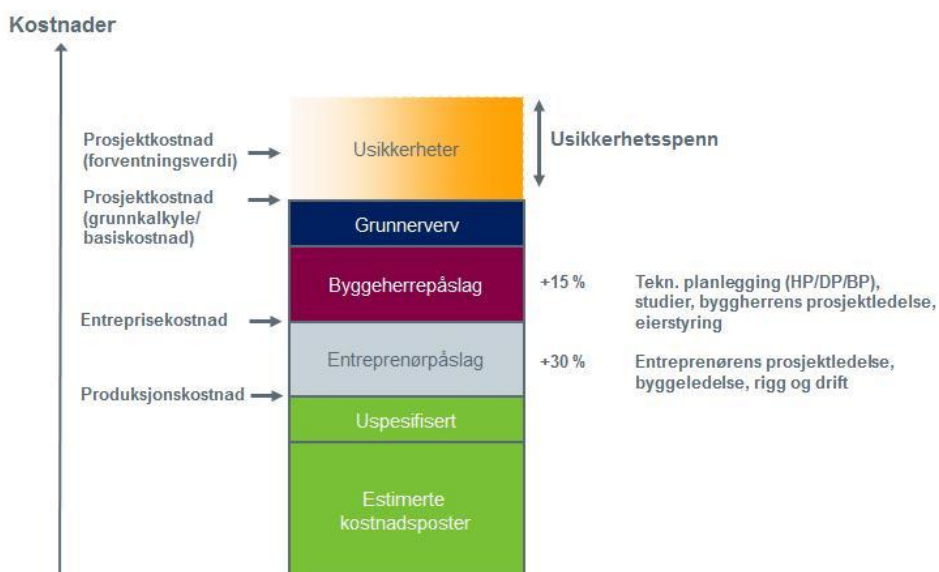 Kostnader
Prosjektkostnad
(forventningsverdi)
Usikkerheter
Usikkerhetsspenn
Prosjektkostnad
(grunnkalkyle/
basiskostnad)
Grunnerverv
Byggeherrepåslag
+15 %
Tekn. planlegging (HP/DP/BP),
studier, byggherrens prosjektledelse,
eierstyring
Entreprisekostnad
Entreprenørpåslag
+30 %
Entreprenørens prosjektledelse,
byggeledelse, rigg og drift
Produksjonskostnad
Uspesifisert
Estimerte
kostnadsposter